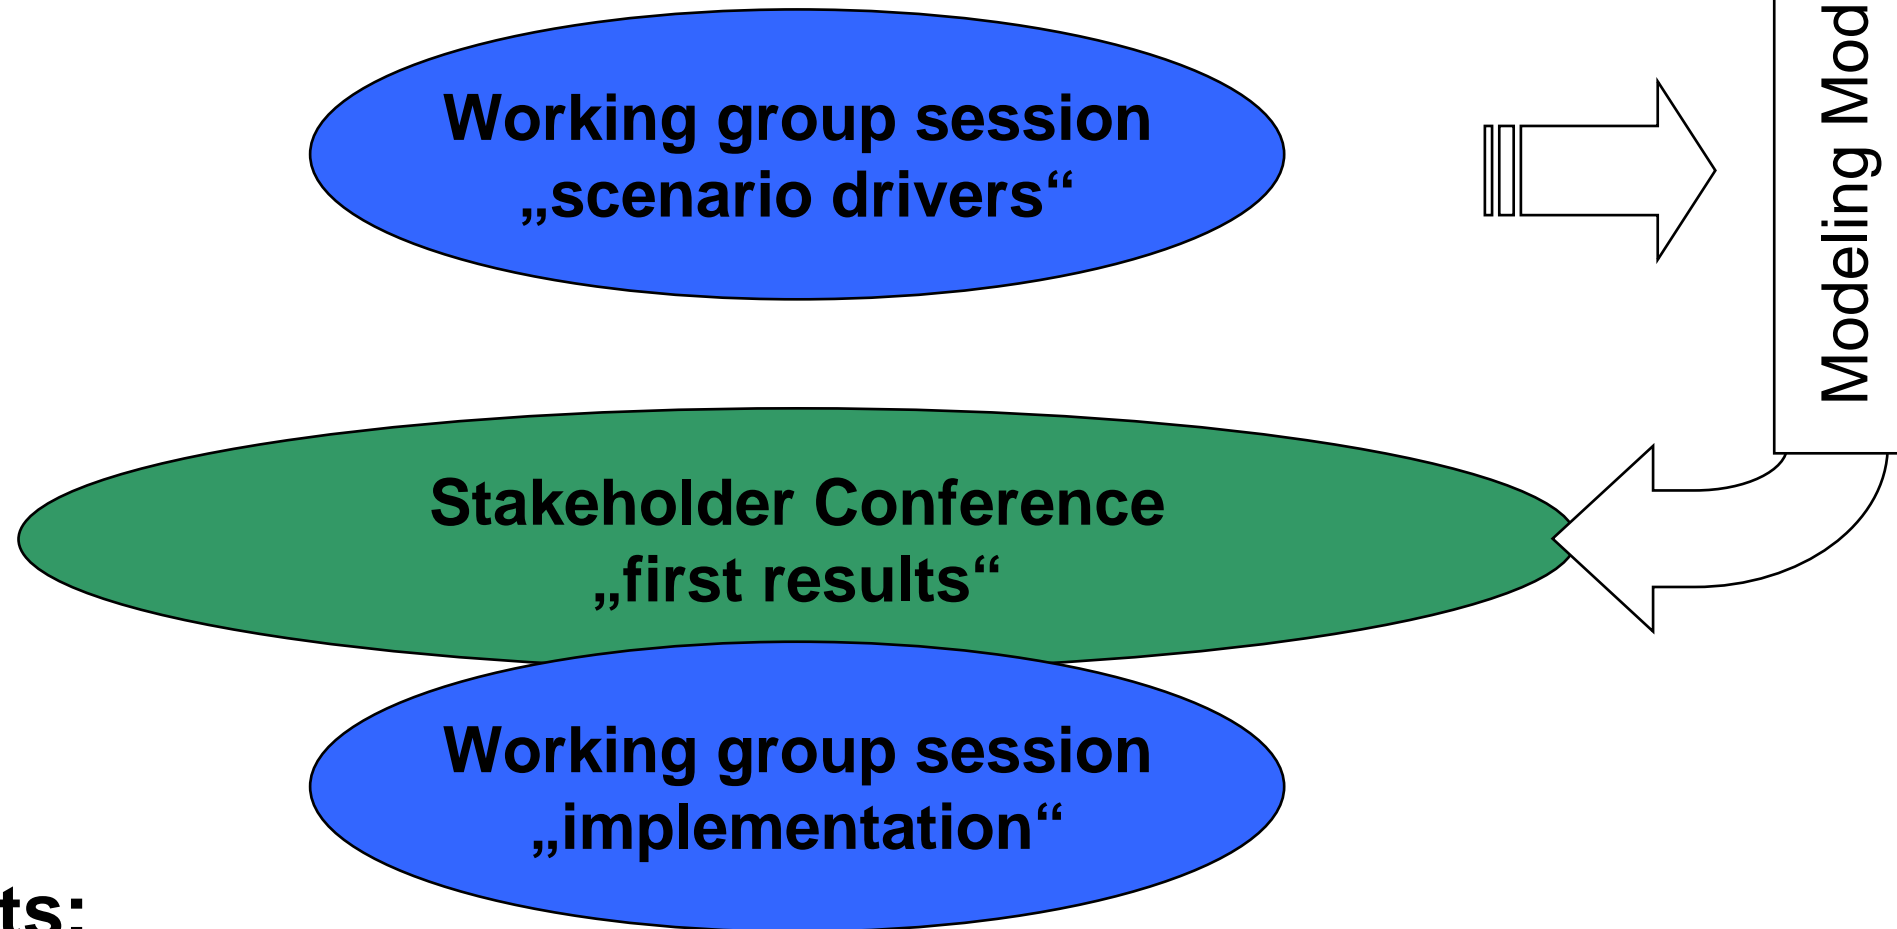 Working group session
„scenario drivers“
Modeling Mod
Stakeholder Conference
„first results“
Working group session
„implementation“
ts: